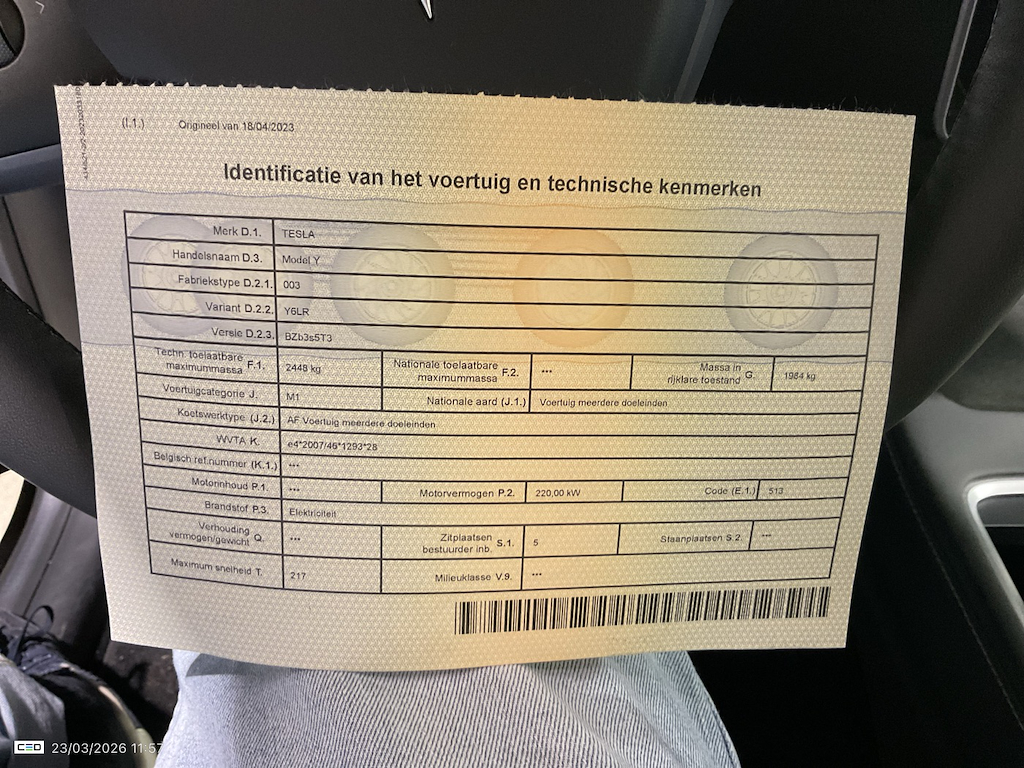 (I.1.) Origineel van 18/04/2023
Identificatie van het voertuig en technische kenmerken
Merk D.1. TESLA
Handelsnaam D.3. Model Y
Fabriekstype D.2.1. 003
Variant D.2.2. Y6LR
Versie D.2.3. BZb3s5T3
Techn. toelaatbare maximummassa F.1. 2448 kg Nationale toelaatbare maximummassa F.2. *** Massa in rijklare toestand G. 1984 kg
Voertuigcategorie J. M1 Nationale aard (J.1.) Voertuig meerdere doeleinden
Koetswerktype (J.2.) AF Voertuig meerdere doeleinden
WVTA K. e4*2007/46*1293*28
Belgisch ref.nummer (K.1.) ***
Motorinhoud P.1. *** Motorvermogen P.2. 220,00 kW Code (E.1.) 513
Brandstof P.3. Elektriciteit
Verhouding vermogen/gewicht Q. *** Zitplaatsen bestuurder inb. S.1. 5 Staanplaatsen S.2. ***
Maximum snelheid T. 217 Milieuklasse V.9. ***
CEO 23/03/2026 11:57